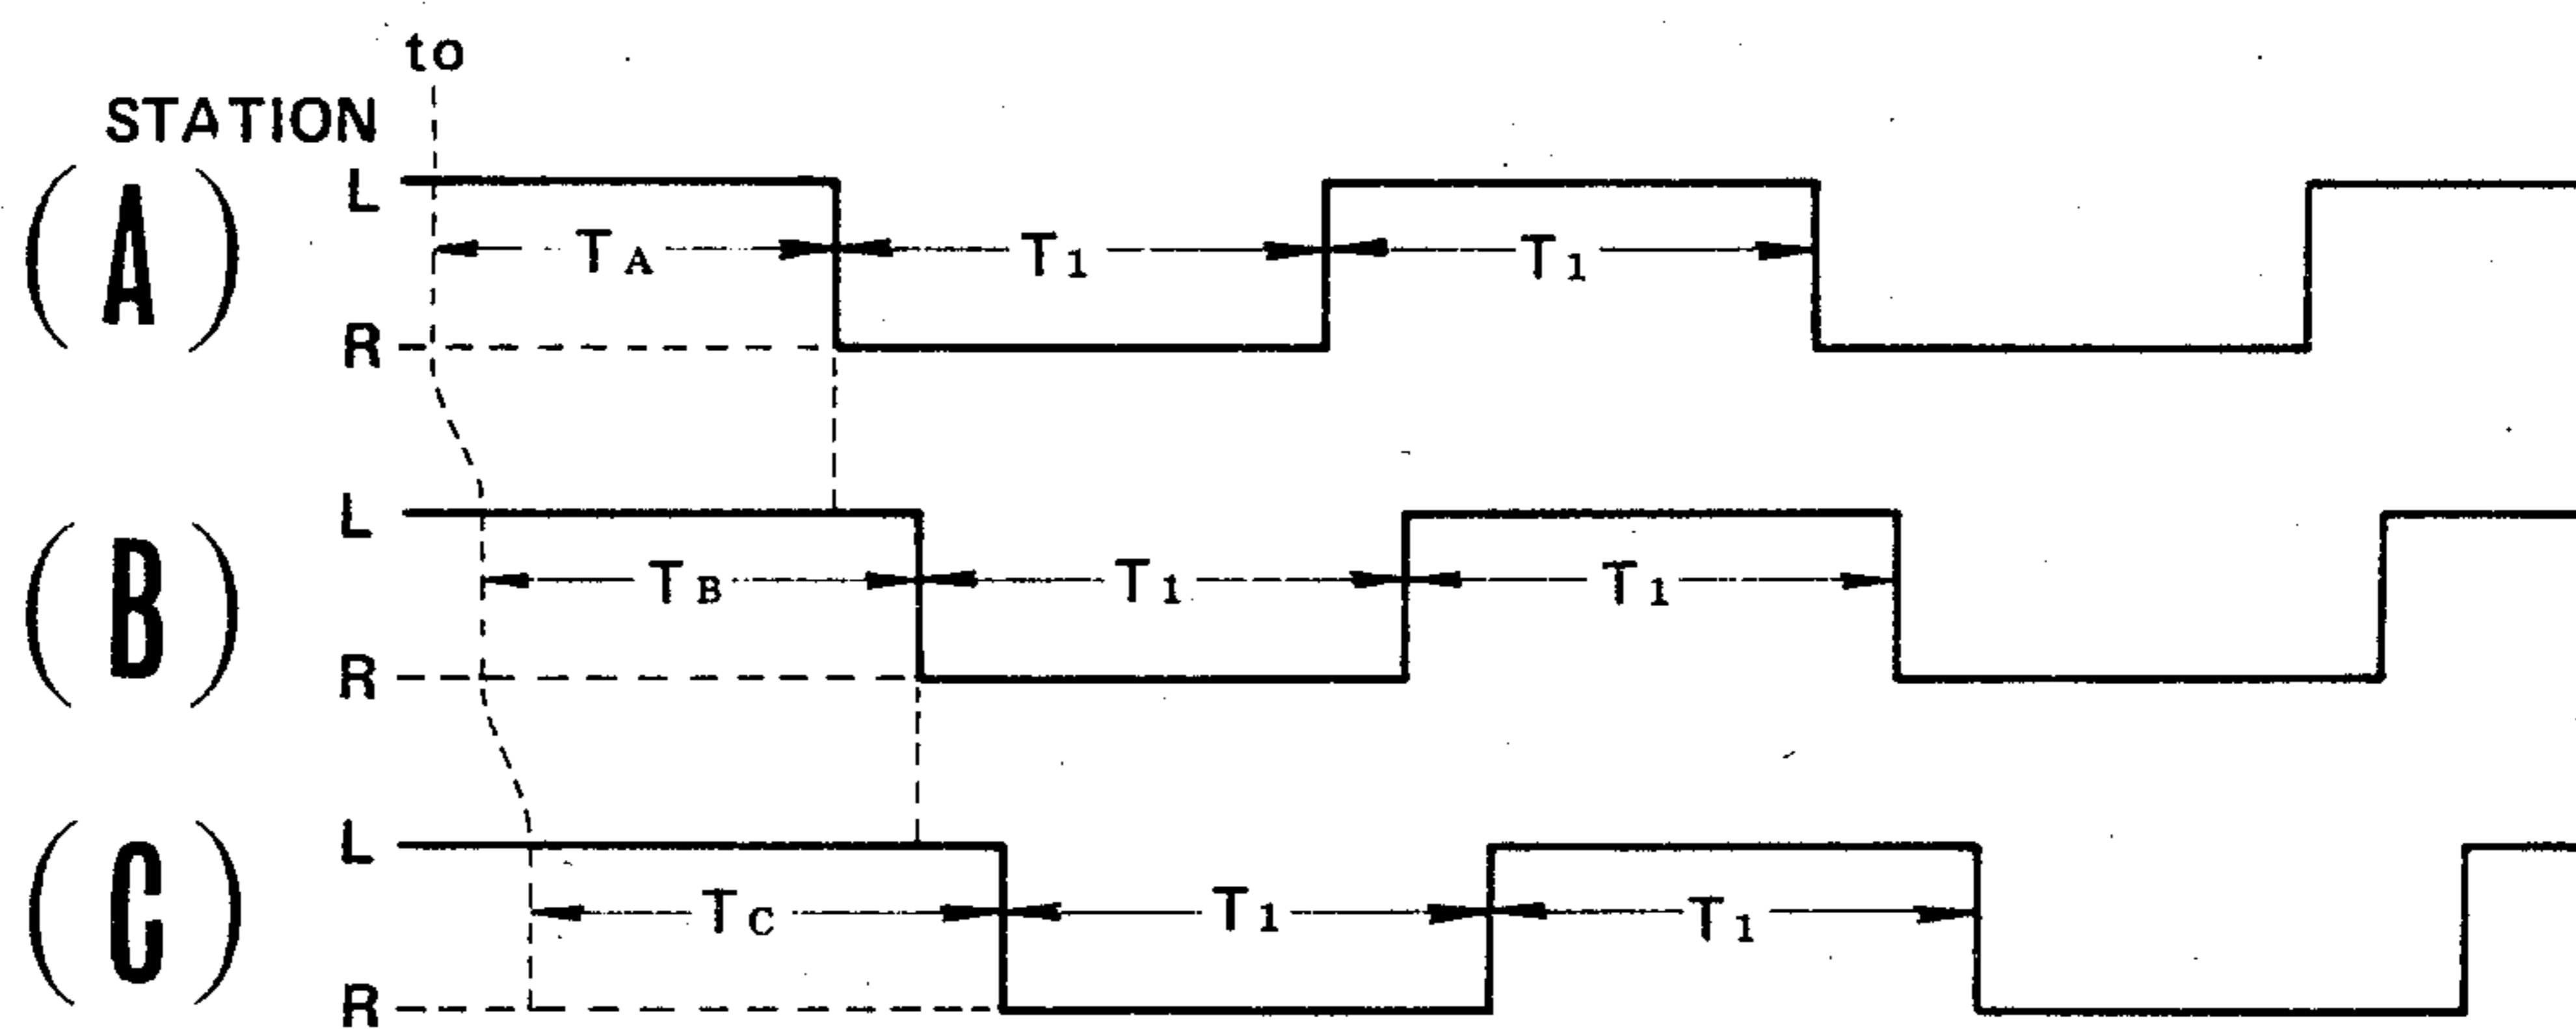 to
STATION
(A)
L
TA T1 T1
R
(B)
L
TB T1 T1
R
(C)
L
TC T1 T1
R